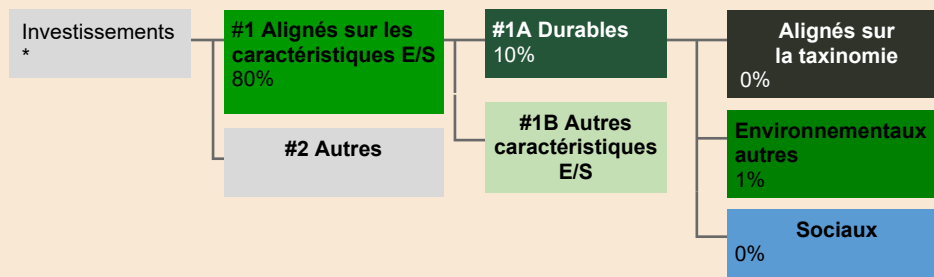 Investissements
*
#1 Alignés sur les
caractéristiques E/S
80%
#2 Autres
#1A Durables
10%
#1B Autres
caractéristiques
E/S
Alignés sur
la taxinomie
0%
Environnementaux
autres
1%
Sociaux
0%